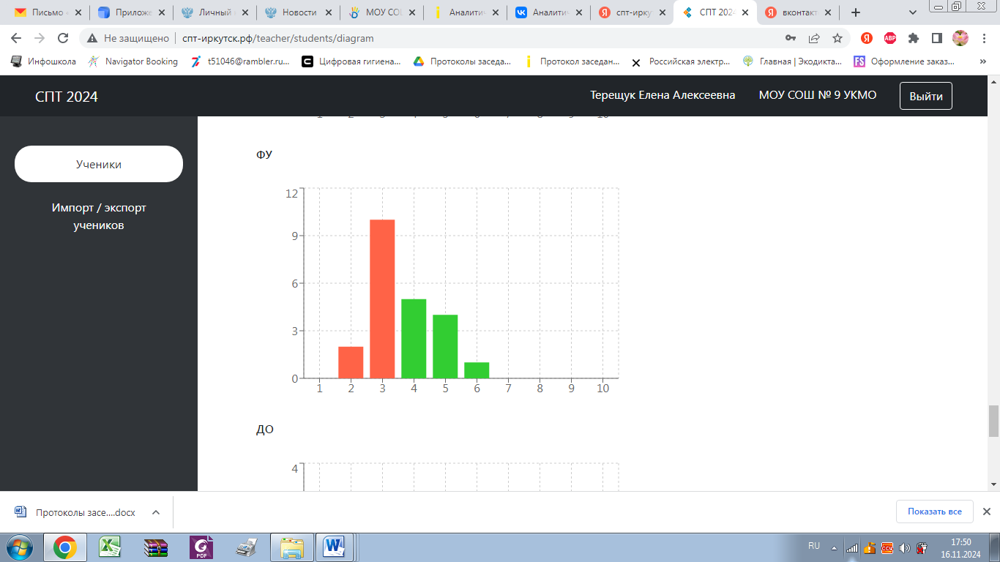 Письмо
Приложе
Личный
Новости
МОУ СОШ
Аналити
Аналити
спт-ирку
СПТ 2024
вконтакт
Не защищено
спт-иркутск.рф/teacher/students/diagram
Инфошкола
Navigator Booking
t51046@rambler.ru...
Цифровая гигиена...
Протоколы заседа...
Протокол заседан...
Российская электр...
Главная | Экодикта...
Оформление заказ...
СПТ 2024
Терещук Елена Алексеевна
МОУ СОШ № 9 УКМО
Выйти
Ученики
Импорт / экспорт
учеников
ФУ
12
9
6
3
0
1 2 3 4 5 6 7 8 9 10
ДО
4
Протоколы засе....docx
Показать все
RU
17:50
16.11.2024